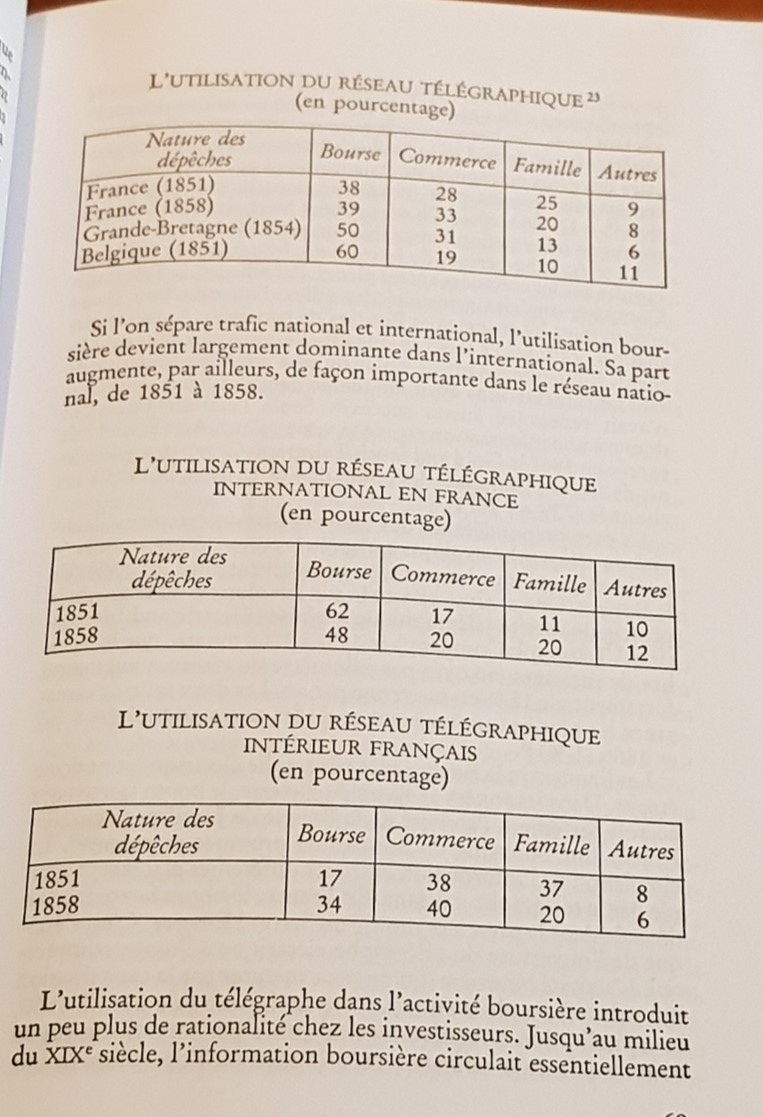 L'UTILISATION DU RÉSEAU TÉLÉGRAPHIQUE 23
(en pourcentage)
Nature des dépêches Bourse Commerce Famille Autres
France (1851) 38 28 25 9
France (1858) 39 33 20 8
Grande-Bretagne (1854) 50 31 13 6
Belgique (1851) 60 19 10 11
Si l'on sépare trafic national et international, l'utilisation bour-
sière devient largement dominante dans l'international. Sa part
augmente, par ailleurs, de façon importante dans le réseau natio-
nal, de 1851 à 1858.
L'UTILISATION DU RÉSEAU TÉLÉGRAPHIQUE
INTERNATIONAL EN FRANCE
(en pourcentage)
Nature des dépêches Bourse Commerce Famille Autres
1851 62 17 11 10
1858 48 20 20 12
L'UTILISATION DU RÉSEAU TÉLÉGRAPHIQUE
INTÉRIEUR FRANÇAIS
(en pourcentage)
Nature des dépêches Bourse Commerce Famille Autres
1851 17 38 37 8
1858 34 40 20 6
L'utilisation du télégraphe dans l'activité boursière introduit
un peu plus de rationalité chez les investisseurs. Jusqu'au milieu
du XIXe siècle, l'information boursière circulait essentiellement